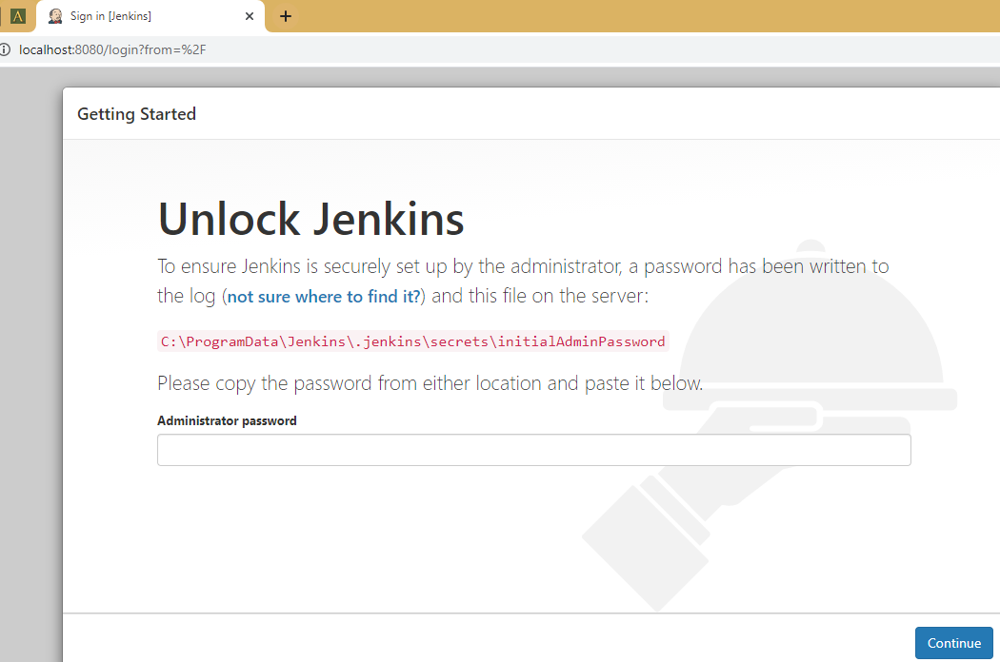 A
Sign in [Jenkins]
localhost:8080/login?from=%2F
Getting Started
Unlock Jenkins
To ensure Jenkins is securely set up by the administrator, a password has been written to
the log (not sure where to find it?) and this file on the server:
C:\ProgramData\Jenkins\.jenkins\secrets\initialAdminPassword
Please copy the password from either location and paste it below.
Administrator password
Continue